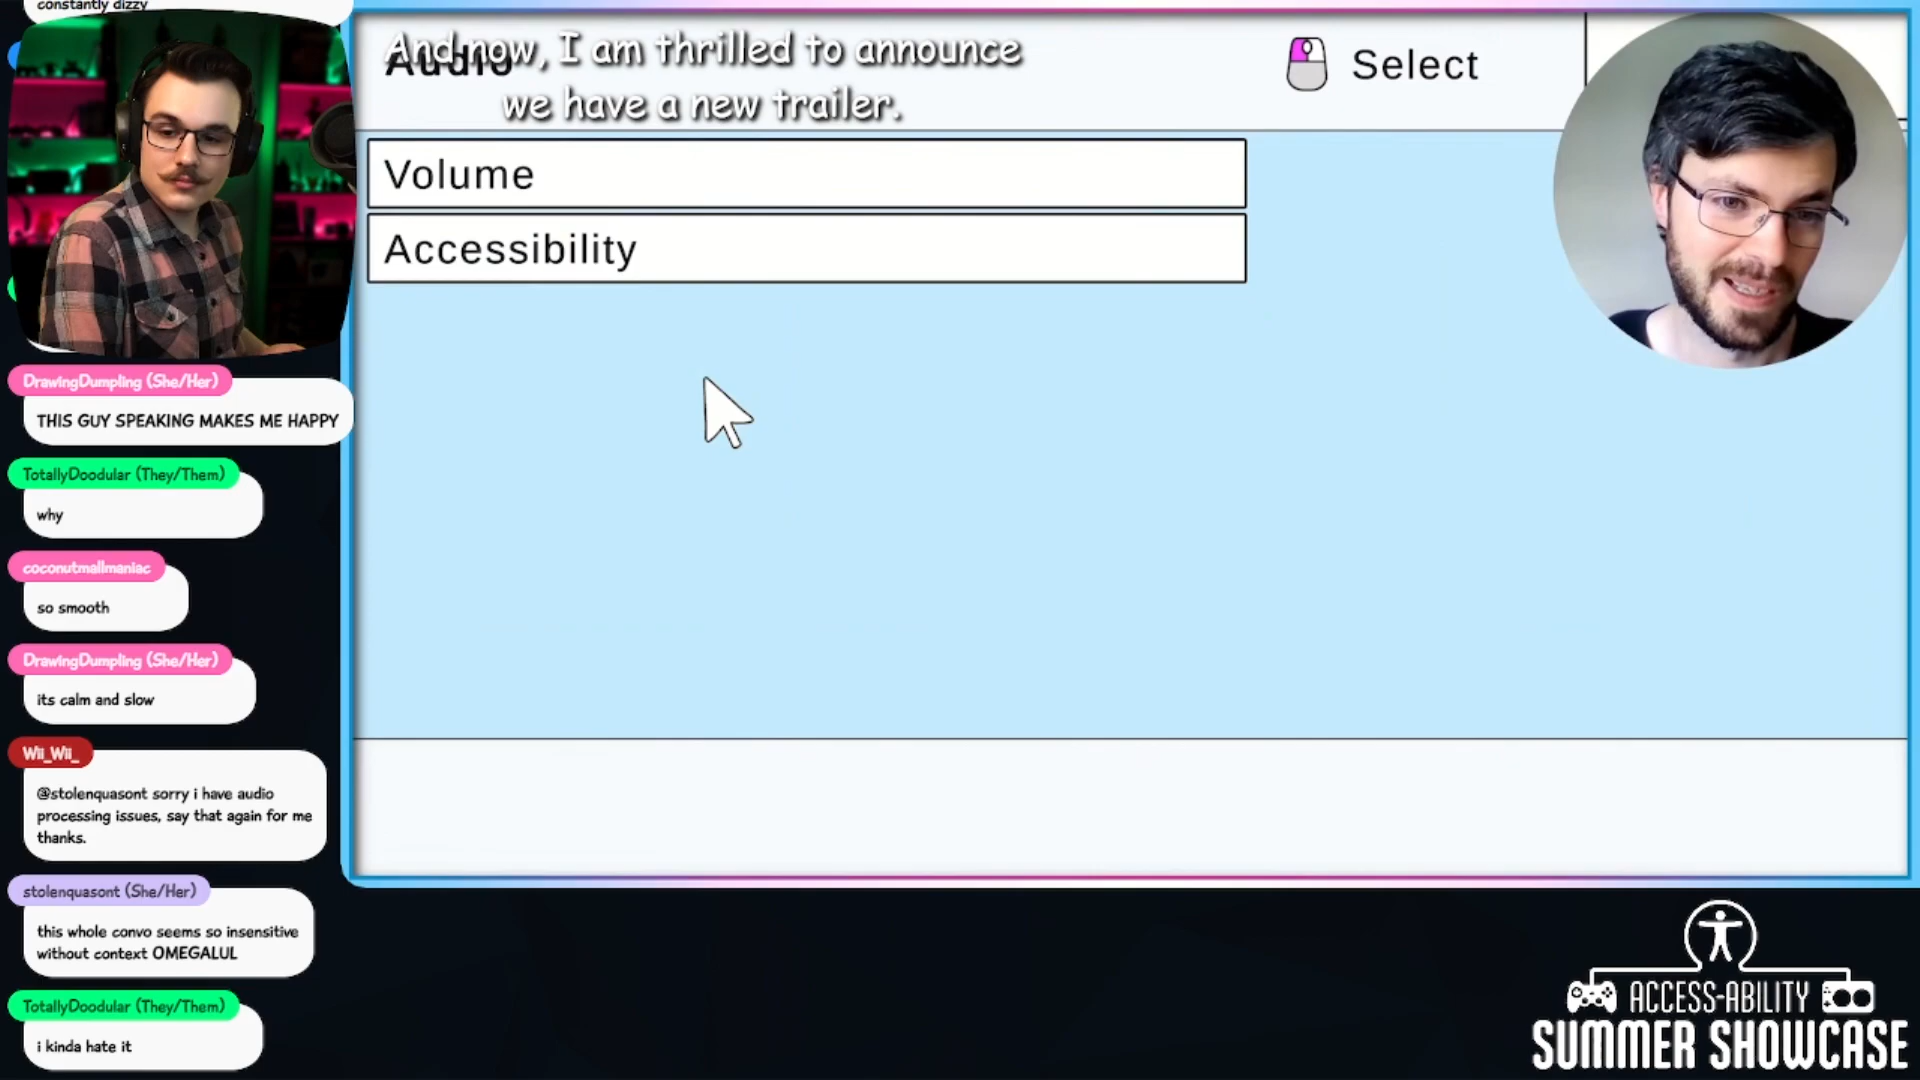 constantly dizzy
DrawingDumpling (She/Her)
THIS GUY SPEAKING MAKES ME HAPPY
TotallyDoodular (They/Them)
why
coconutmallmaniac
so smooth
DrawingDumpling (She/Her)
its calm and slow
Wii_Wii_
@stolenquasont sorry i have audio
processing issues, say that again for me
thanks.
stolenquasont (She/Her)
this whole convo seems so insensitive
without context OMEGALUL
TotallyDoodular (They/Them)
i kinda hate it
And now, I am thrilled to announce
we have a new trailer.
Audio
Select
Volume
Accessibility
ACCESS-ABILITY
SUMMER SHOWCASE